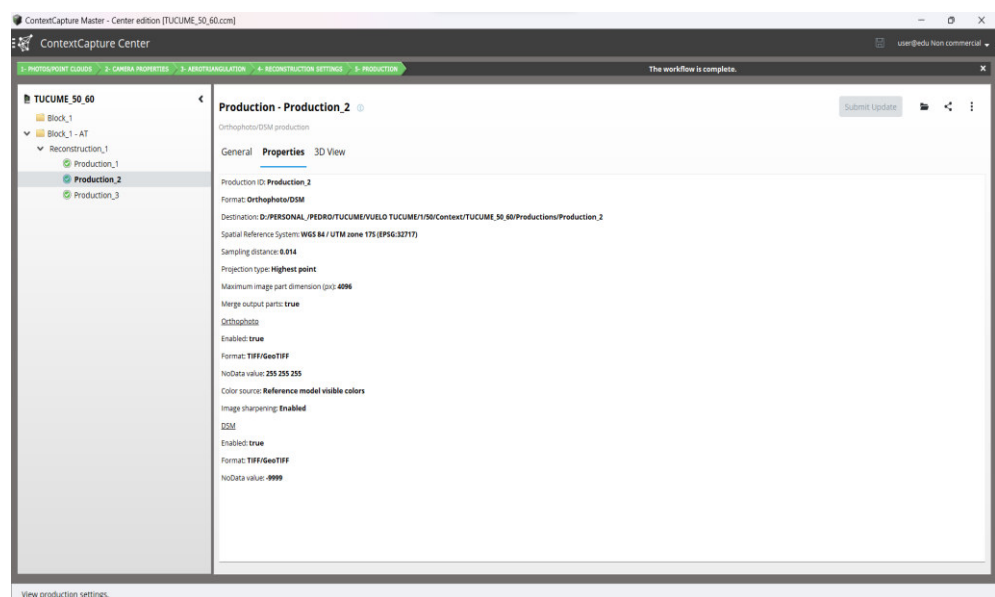 ContextCapture Master - Center edition [TUCUME_50_60.ccm]
ContextCapture Center
user@edu Non commercial
1- PHOTOS/POINT CLOUDS
2- CAMERA PROPERTIES
3- AEROTRIANGULATION
4- RECONSTRUCTION SETTINGS
5- PRODUCTION
The workflow is complete.
TUCUME_50_60
Block_1
Block_1 - AT
Reconstruction_1
Production_1
Production_2
Production_3
Production - Production_2
Submit Update
Orthophoto/DSM production
General Properties 3D View
Production ID: Production_2
Format: Orthophoto/DSM
Destination: D:/PERSONAL_/PEDRO/TUCUME/VUELO TUCUME/1/50/Context/TUCUME_50_60/Productions/Production_2
Spatial Reference System: WGS 84 / UTM zone 17S (EPSG:32717)
Sampling distance: 0.014
Projection type: Highest point
Maximum image part dimension (px): 4096
Merge output parts: true
Orthophoto
Enabled: true
Format: TIFF/GeoTIFF
NoData value: 255 255 255
Color source: Reference model visible colors
Image sharpening: Enabled
DSM
Enabled: true
Format: TIFF/GeoTIFF
NoData value: -9999
View production settings.